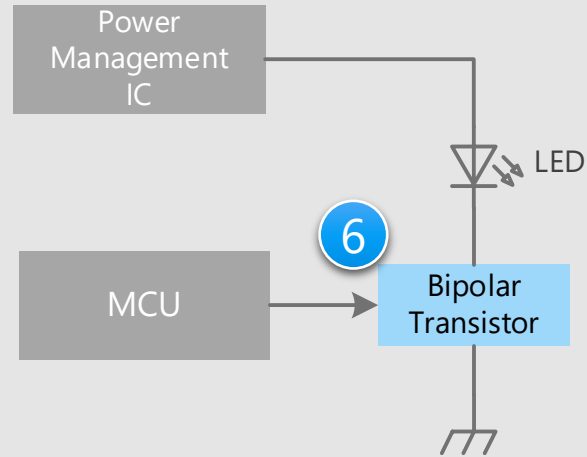 Power
Management
IC
LED
6
MCU
Bipolar
Transistor